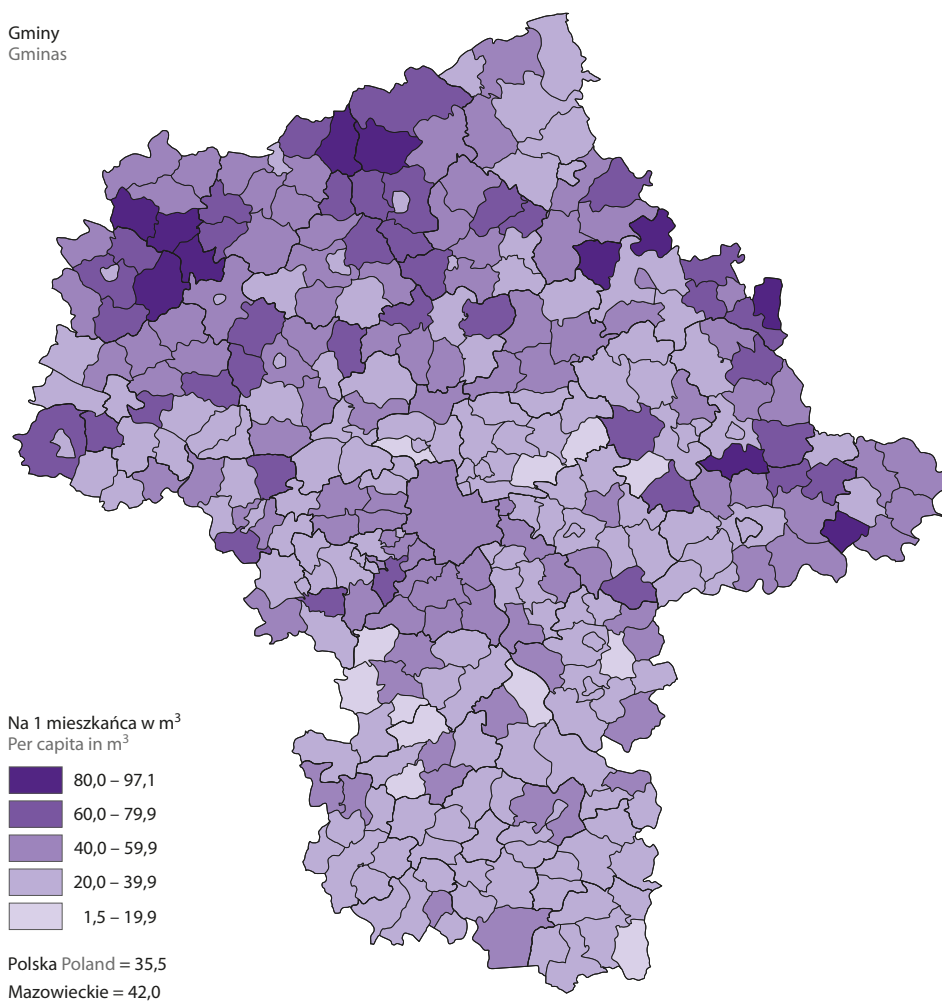 Gminy
Gminas
Na 1 mieszkańca w m³
Per capita in m³
80,0 – 97,1
60,0 – 79,9
40,0 – 59,9
20,0 – 39,9
1,5 – 19,9
Polska Poland = 35,5
Mazowieckie = 42,0